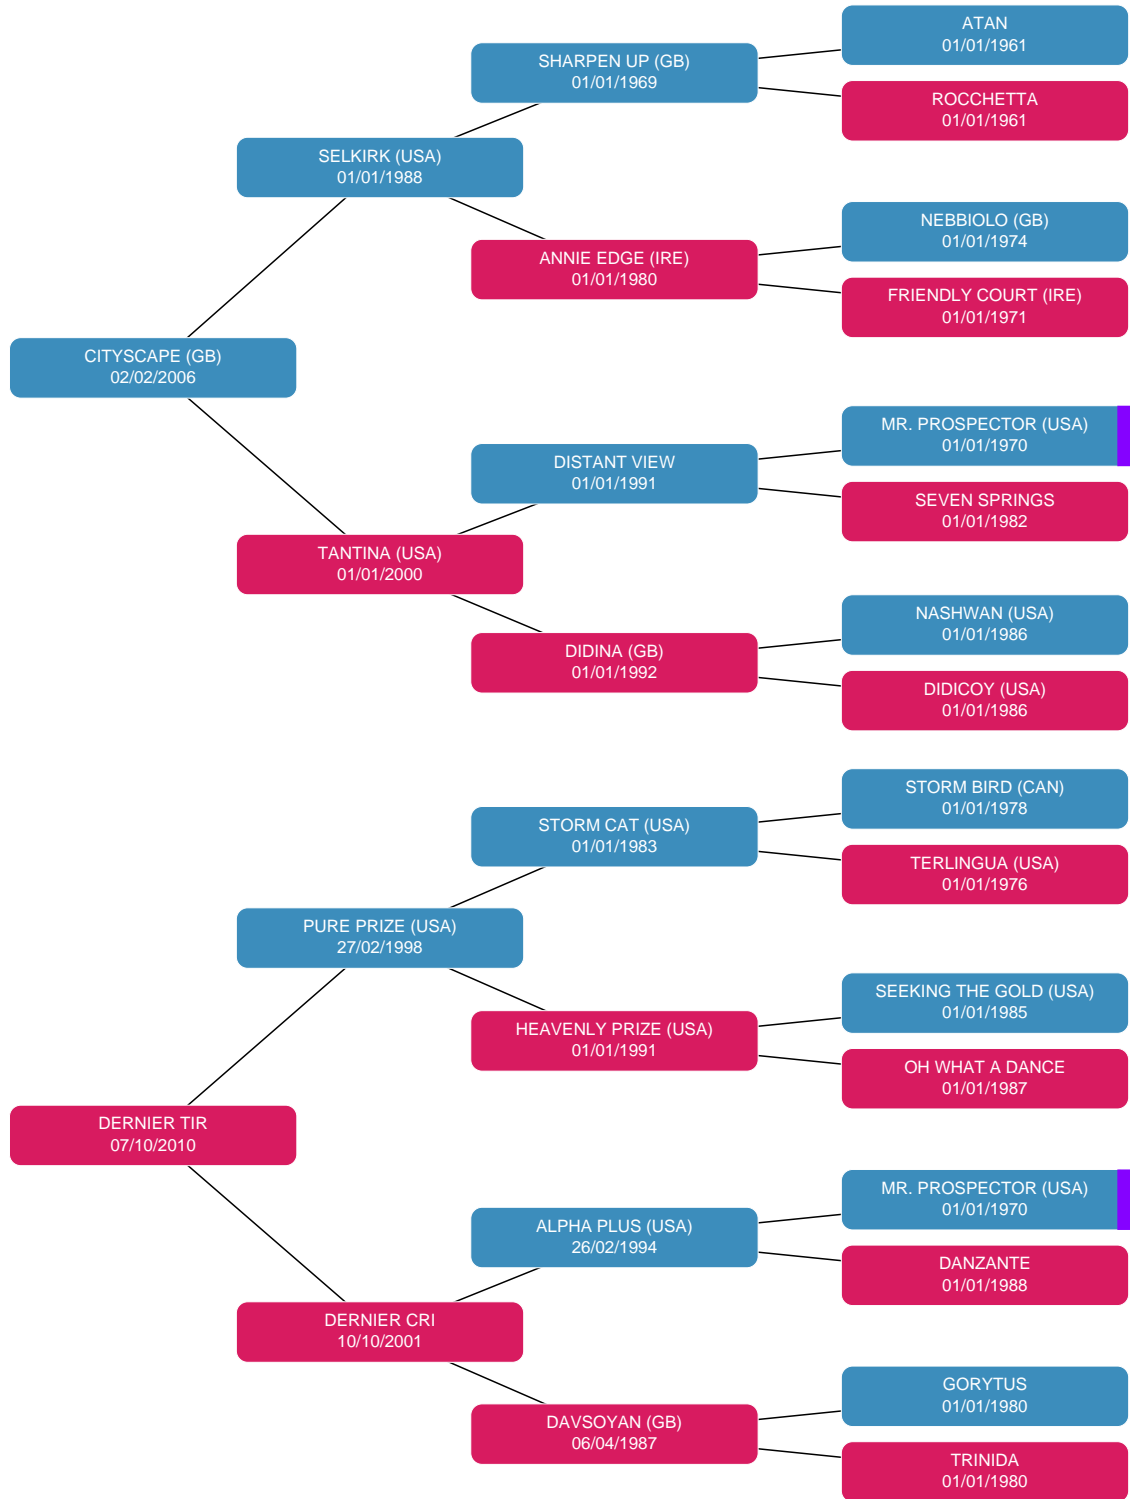 ATAN
01/01/1961
SHARPEN UP (GB)
01/01/1969
ROCCHETTA
01/01/1961
SELKIRK (USA)
01/01/1988
NEBBIOLO (GB)
01/01/1974
ANNIE EDGE (IRE)
01/01/1980
FRIENDLY COURT (IRE)
01/01/1971
CITYSCAPE (GB)
02/02/2006
MR. PROSPECTOR (USA)
01/01/1970
DISTANT VIEW
01/01/1991
SEVEN SPRINGS
01/01/1982
TANTINA (USA)
01/01/2000
NASHWAN (USA)
01/01/1986
DIDINA (GB)
01/01/1992
DIDICOY (USA)
01/01/1986
STORM BIRD (CAN)
01/01/1978
STORM CAT (USA)
01/01/1983
TERLINGUA (USA)
01/01/1976
PURE PRIZE (USA)
27/02/1998
SEEKING THE GOLD (USA)
01/01/1985
HEAVENLY PRIZE (USA)
01/01/1991
OH WHAT A DANCE
01/01/1987
DERNIER TIR
07/10/2010
MR. PROSPECTOR (USA)
01/01/1970
ALPHA PLUS (USA)
26/02/1994
DANZANTE
01/01/1988
DERNIER CRI
10/10/2001
GORYTUS
01/01/1980
DAVSOYAN (GB)
06/04/1987
TRINIDA
01/01/1980